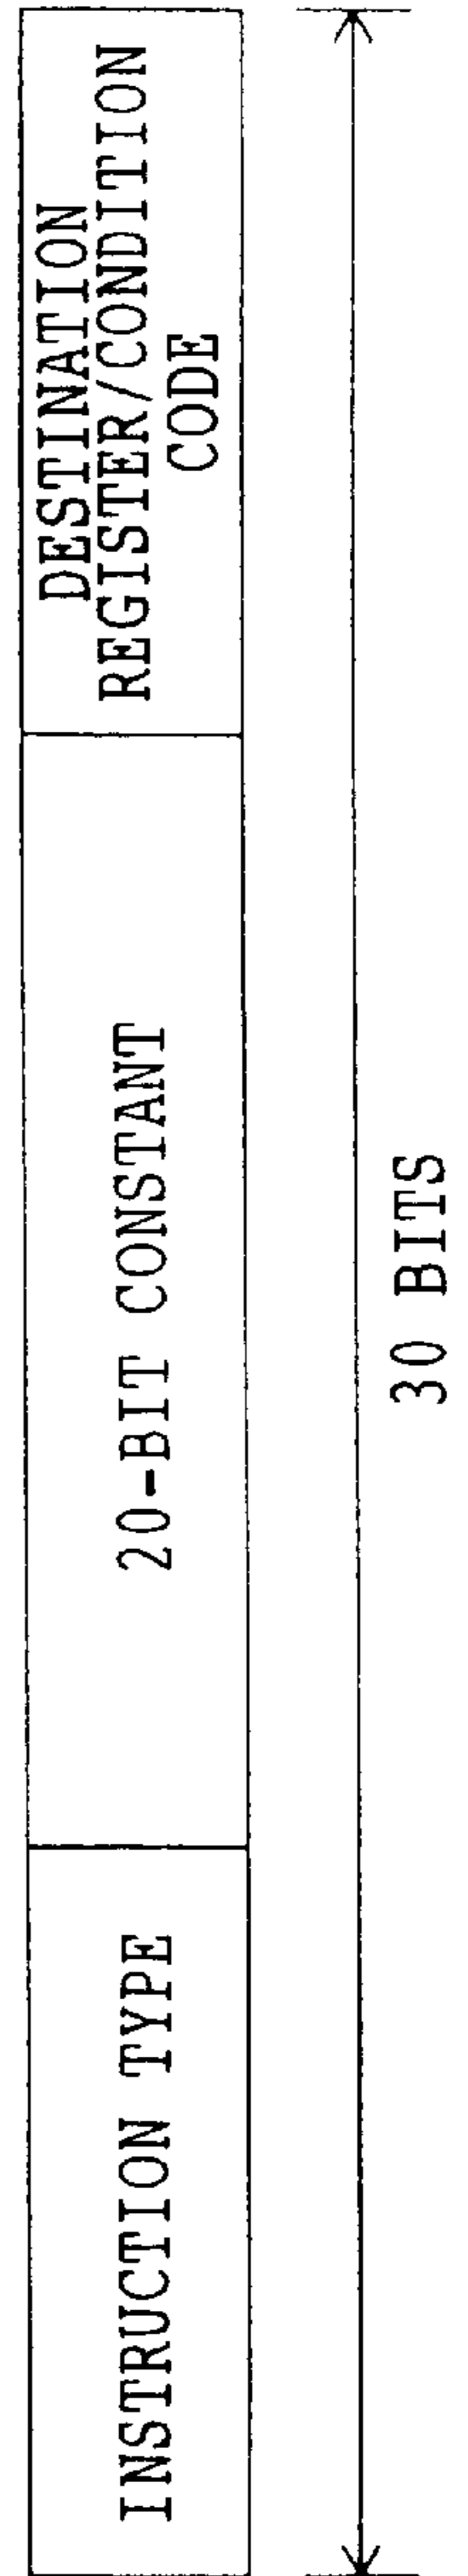 INSTRUCTION TYPE
20-BIT CONSTANT
DESTINATION
REGISTER/CONDITION
CODE
30 BITS